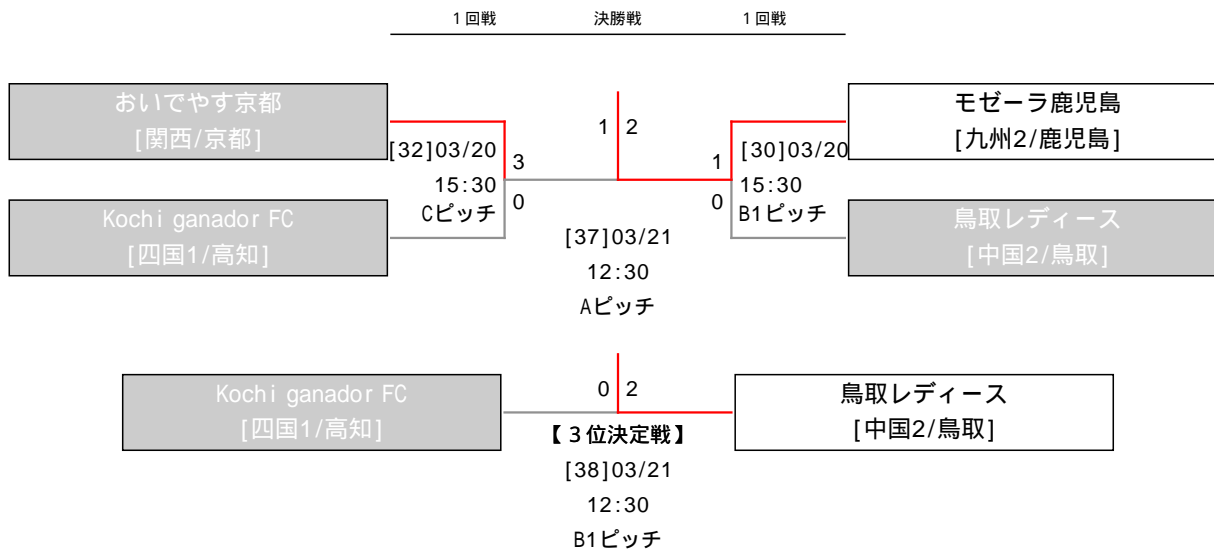 1回戦 決勝戦 1回戦
おいでやす京都
[関西/京都]
モゼーラ鹿児島
[九州2/鹿児島]
1 2
[32]03/20
15:30
Cピッチ
3
0
1
0
[30]03/20
15:30
B1ピッチ
Kochi ganador FC
[四国1/高知]
鳥取レディース
[中国2/鳥取]
[37]03/21
12:30
Aピッチ
Kochi ganador FC
[四国1/高知]
0 2
鳥取レディース
[中国2/鳥取]
【３位決定戦】
[38]03/21
12:30
B1ピッチ